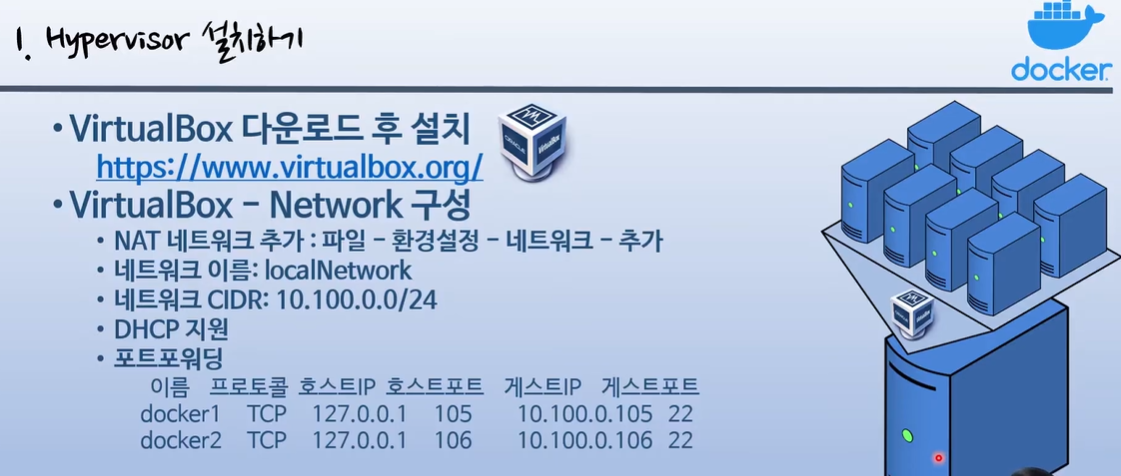 1. Hypervisor 설치하기
docker
• VirtualBox 다운로드 후 설치
https://www.virtualbox.org/
• VirtualBox - Network 구성
• NAT 네트워크 추가 : 파일 - 환경설정 - 네트워크 - 추가
• 네트워크 이름: localNetwork
• 네트워크 CIDR: 10.100.0.0/24
• DHCP 지원
• 포트포워딩
이름 프로토콜 호스트IP 호스트포트 게스트IP 게스트포트
docker1 TCP 127.0.0.1 105 10.100.0.105 22
docker2 TCP 127.0.0.1 106 10.100.0.106 22